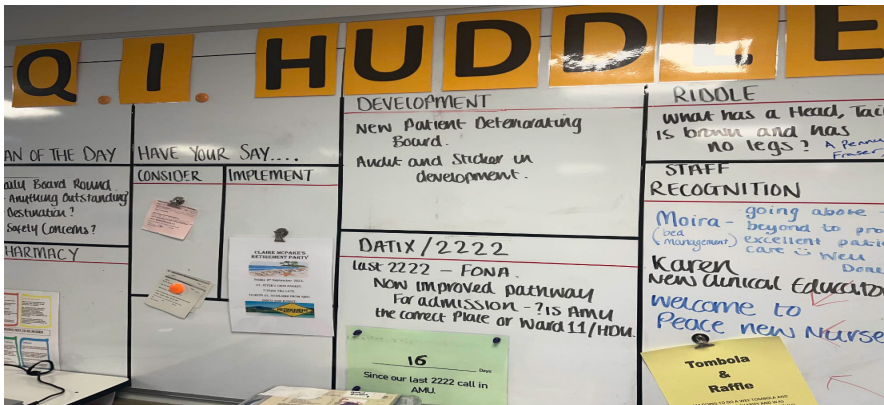 Q. I. HUDDLE
AN OF THE DAY
Daily Board Round
- Anything Outstanding
Destination?
Safety Concerns?
HARMACY
HAVE YOUR SAY....
CONSIDER
IMPLEMENT
CLAIRE MCPAKE'S
RETIREMENT PARTY
DEVELOPMENT
New Patient Deteriorating
Board.
Audit and Sticker in
development.
DATIX/2222
last 2222 - FONA.
Now improved pathway
For admission - ? is AMU
the correct Place or Ward 11/HDU.
16 Days
Since our last 2222 call in
AMU.
RIDDLE
What has a Head, Tail
is brown and has
no legs? A Penny
Fraser
STAFF
RECOGNITION
Moira - going above -
(bed management) beyond to pro
excellent patie
care Well
Done
Karen
New Clinical Educator
Welcome to
Peace new Nurse
Tombola
&
Raffle